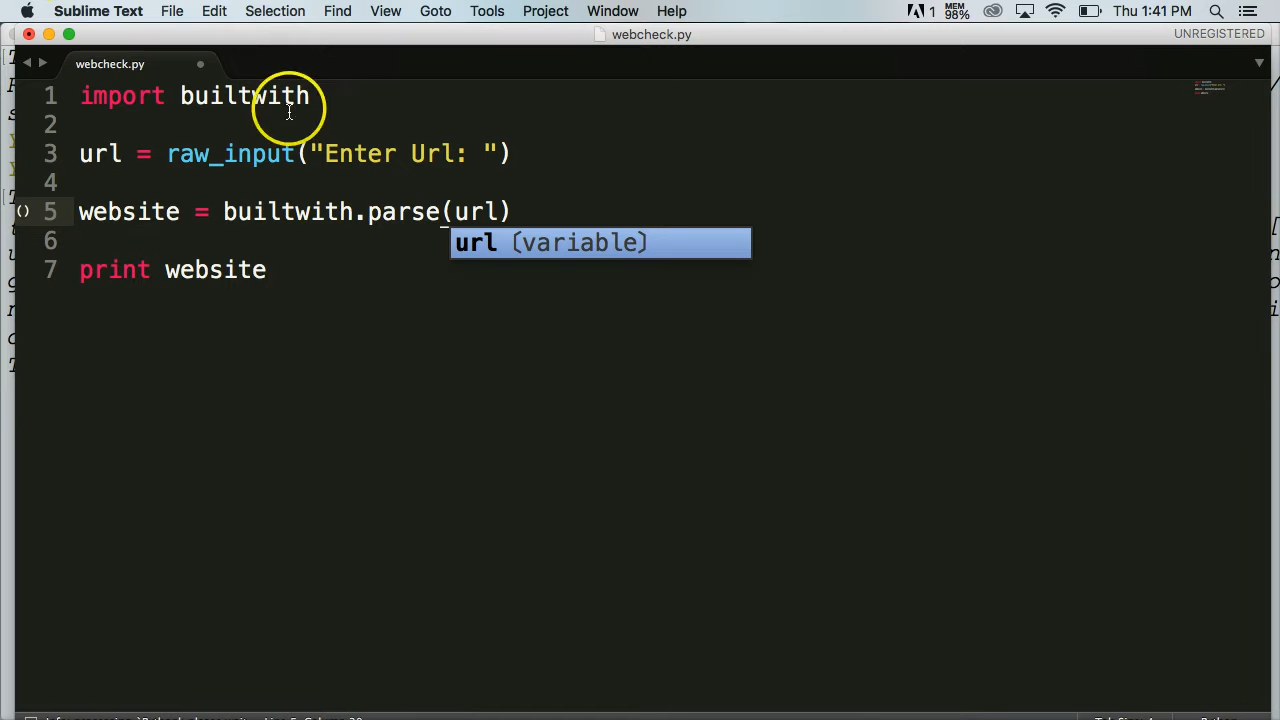 Sublime Text File Edit Selection Find View Goto Tools Project Window Help 1 MEM 98% Thu 1:41 PM
webcheck.py UNREGISTERED
webcheck.py
1 import builtwith
2
3 url = raw_input("Enter Url: ")
4
5 website = builtwith.parse(url)
6
url 〔variable〕
7 print website